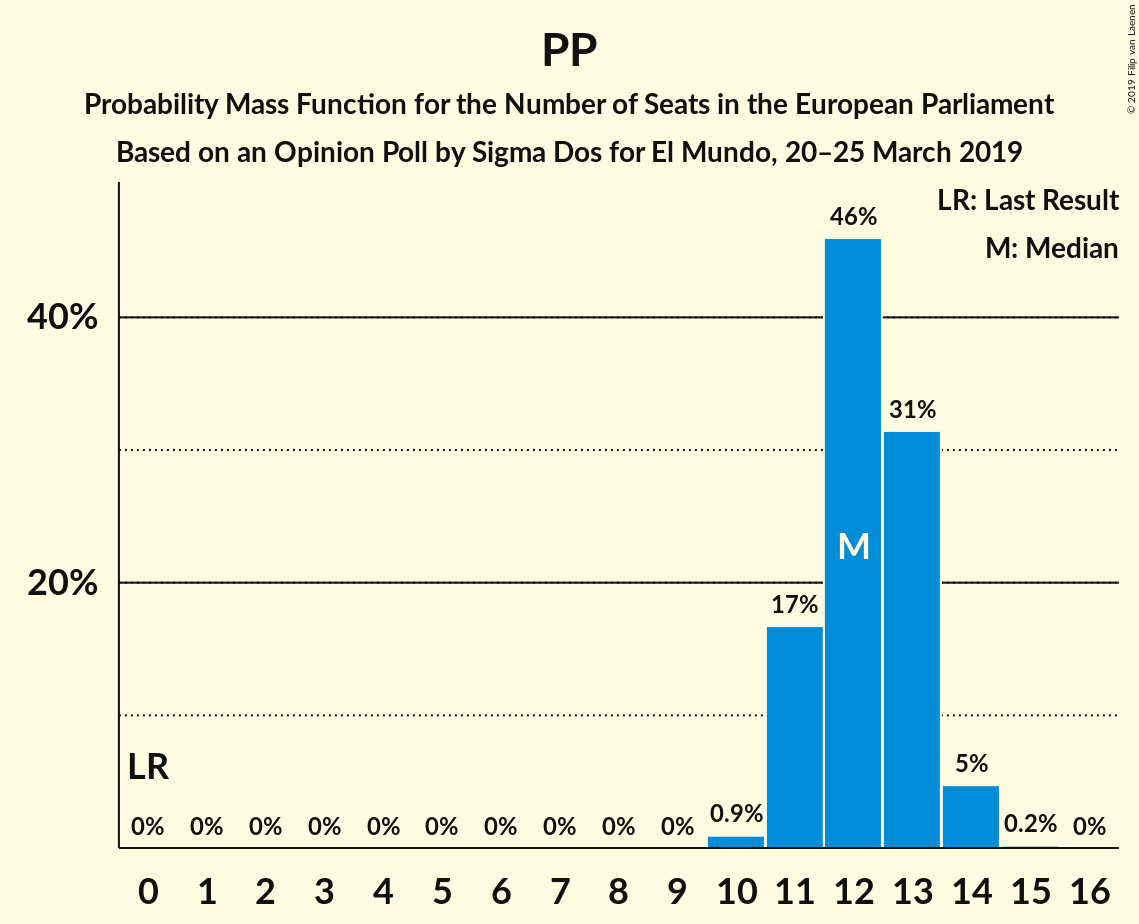 PP
Probability Mass Function for the Number of Seats in the European Parliament
Based on an Opinion Poll by Sigma Dos for El Mundo, 20–25 March 2019
© 2019 Filip van Laenen
LR: Last Result
M: Median
40%
20%
46%
31%
17%
M
LR
0% 0% 0% 0% 0% 0% 0% 0% 0% 0% 0.9% 5% 0.2% 0%
0 1 2 3 4 5 6 7 8 9 10 11 12 13 14 15 16